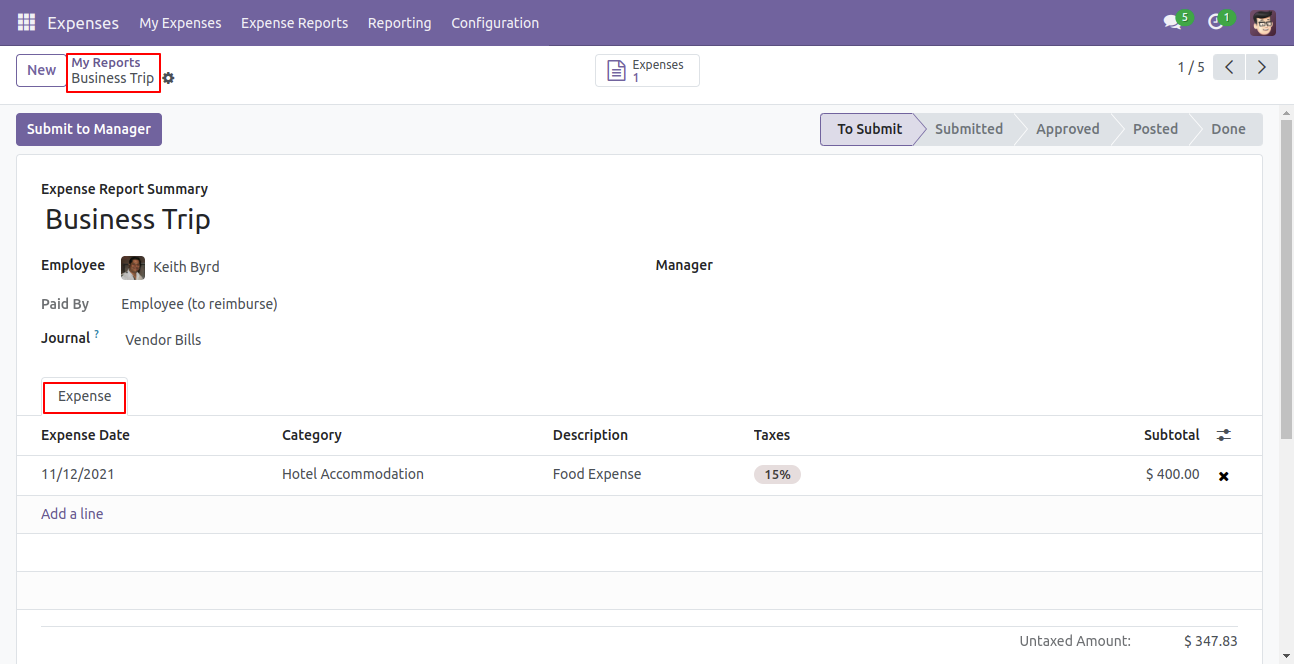 Expenses My Expenses Expense Reports Reporting Configuration 5 1
New My Reports Expenses 1 / 5
Business Trip 1
Submit to Manager To Submit Submitted Approved Posted Done
Expense Report Summary
Business Trip
Employee Keith Byrd Manager
Paid By Employee (to reimburse)
Journal ? Vendor Bills
Expense
Expense Date Category Description Taxes Subtotal
11/12/2021 Hotel Accommodation Food Expense 15% $ 400.00
Add a line
Untaxed Amount: $ 347.83